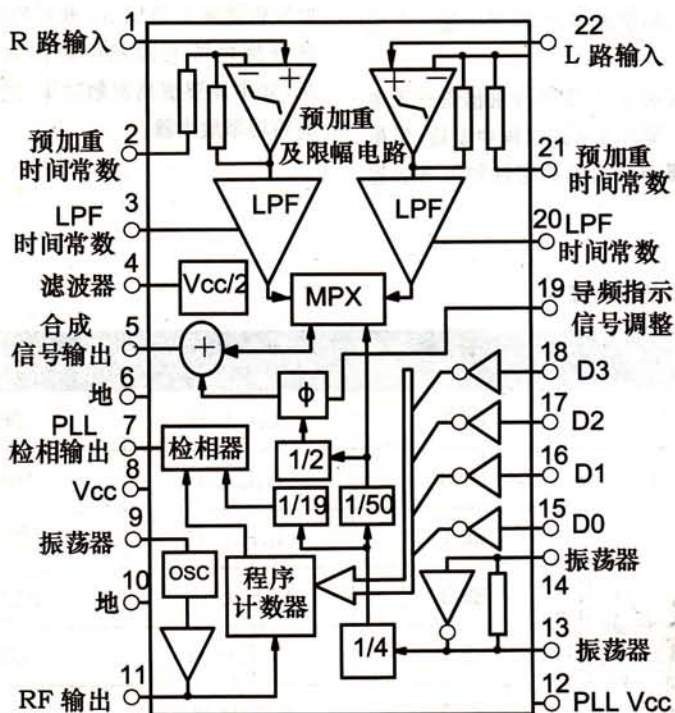 1
R 路输入
2
预加重
时间常数
3
LPF
时间常数
4
滤波器
5
合成
信号输出
6
地
PLL
7
检相输出
8
Vcc
9
振荡器
10
地
11
RF 输出
− +
+ −
预加重
及限幅电路
LPF
LPF
Vcc/2
MPX
+
ϕ
检相器
1/2
1/19
1/50
OSC
程序
计数器
1/4
22
L 路输入
21
预加重
时间常数
20
LPF
时间常数
19
导频指示
信号调整
18
D3
17
D2
16
D1
15
D0
振荡器
14
13
振荡器
12
PLL Vcc